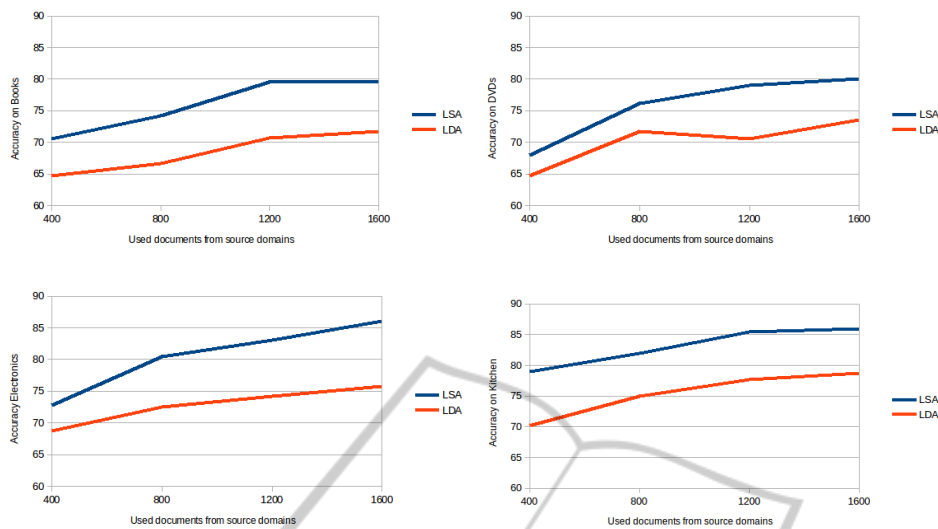 Accuracy on Books
90
85
80
75
70
65
60
400 800 1200 1600
Used documents from source domains
LSA
LDA
Accuracy on DVDs
90
85
80
75
70
65
60
400 800 1200 1600
Used documents from source domains
LSA
LDA
Accuracy Electronics
90
85
80
75
70
65
60
400 800 1200 1600
Used documents from source domains
LSA
LDA
Accuracy on Kitchen
90
85
80
75
70
65
60
400 800 1200 1600
Used documents from source domains
LSA
LDA